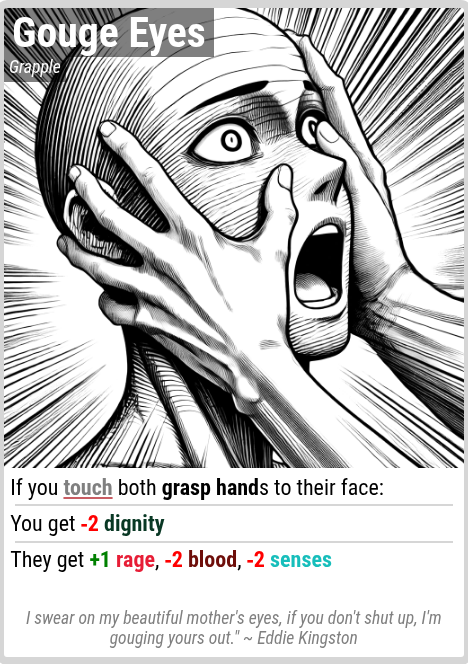 Gouge Eyes
Grapple
If you touch both grasp hands to their face:
You get -2 dignity
They get +1 rage, -2 blood, -2 senses
I swear on my beautiful mother's eyes, if you don't shut up, I'm
gouging yours out." ~ Eddie Kingston